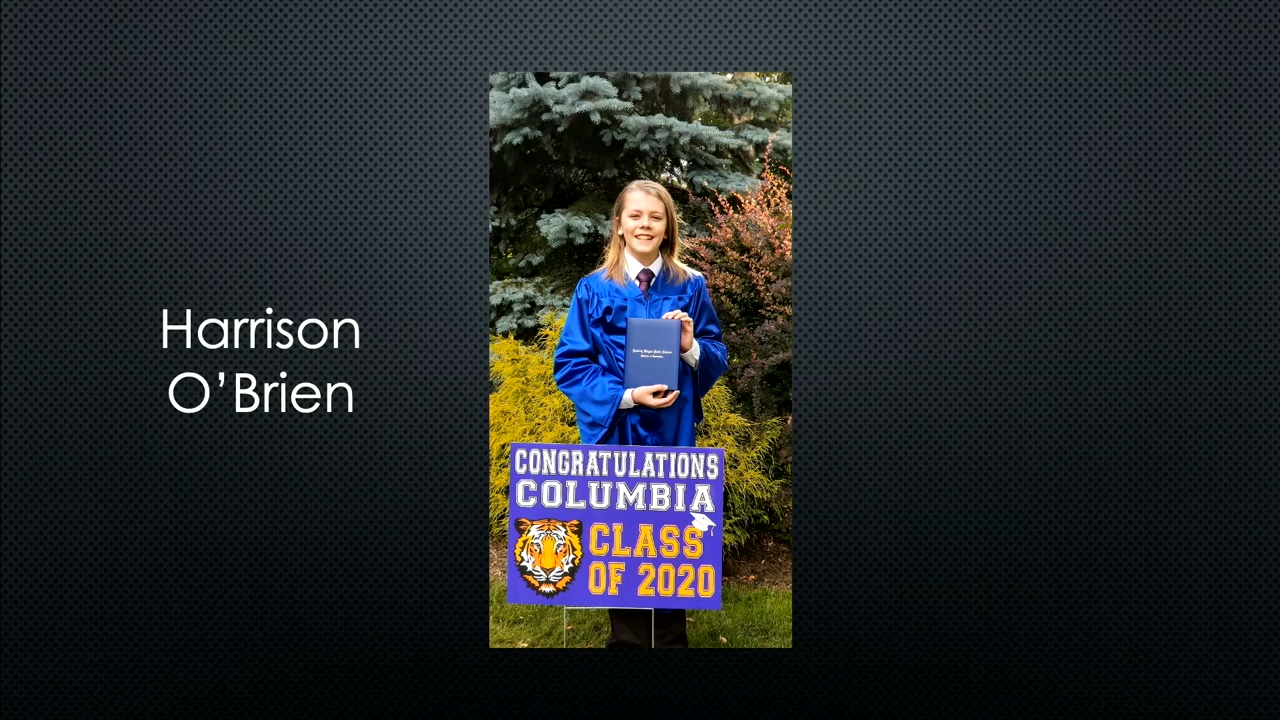 Harrison
O’Brien
CONGRATULATIONS
COLUMBIA
CLASS
OF 2020